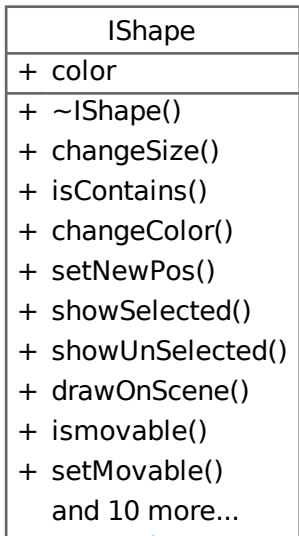 IShape
+ color
+ ~IShape()
+ changeSize()
+ isContains()
+ changeColor()
+ setNewPos()
+ showSelected()
+ showUnSelected()
+ drawOnScene()
+ ismovable()
+ setMovable()
and 10 more...